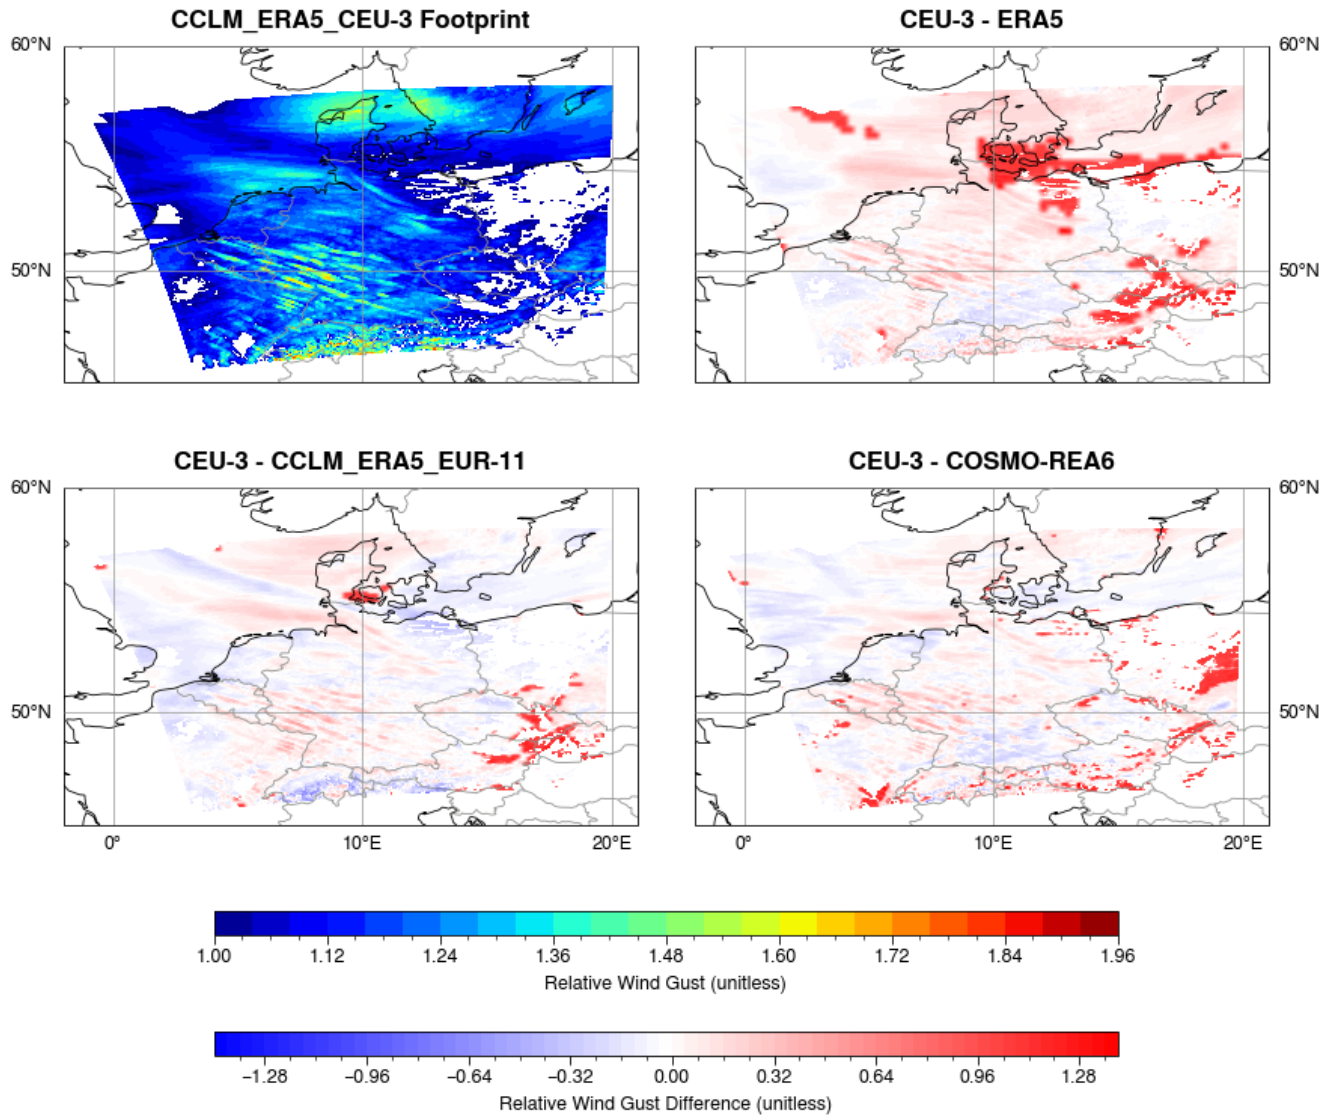 CCLM_ERA5_CEU-3 Footprint
CEU-3 - ERA5
60°N
60°N
50°N
50°N
CEU-3 - CCLM_ERA5_EUR-11
CEU-3 - COSMO-REA6
60°N
60°N
50°N
50°N
0° 10°E 20°E
0° 10°E 20°E
1.00 1.12 1.24 1.36 1.48 1.60 1.72 1.84 1.96
Relative Wind Gust (unitless)
−1.28 −0.96 −0.64 −0.32 0.00 0.32 0.64 0.96 1.28
Relative Wind Gust Difference (unitless)